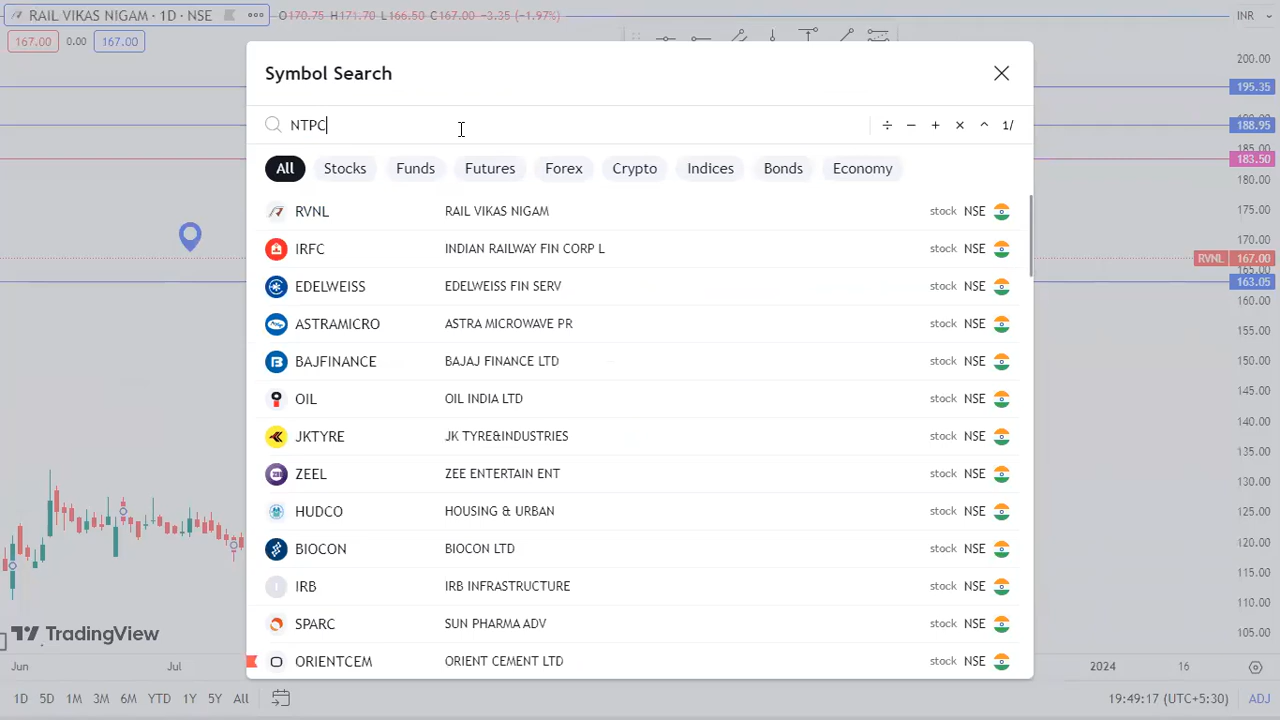 RAIL VIKAS NIGAM · 1D · NSE ••• O170.75 H171.70 L166.50 C167.00 −3.35 (−1.97%) INR
167.00 0.00 167.00
Symbol Search
NTPC ÷ − + × ^ 1/
All Stocks Funds Futures Forex Crypto Indices Bonds Economy
RVNL RAIL VIKAS NIGAM stock NSE
IRFC INDIAN RAILWAY FIN CORP L stock NSE
EDELWEISS EDELWEISS FIN SERV stock NSE
ASTRAMICRO ASTRA MICROWAVE PR stock NSE
BAJFINANCE BAJAJ FINANCE LTD stock NSE
OIL OIL INDIA LTD stock NSE
JKTYRE JK TYRE&INDUSTRIES stock NSE
ZEEL ZEE ENTERTAIN ENT stock NSE
HUDCO HOUSING & URBAN stock NSE
BIOCON BIOCON LTD stock NSE
IRB IRB INFRASTRUCTURE stock NSE
SPARC SUN PHARMA ADV stock NSE
ORIENTCEM ORIENT CEMENT LTD stock NSE
200.00
195.35
188.95
185.00
183.50
180.00
175.00
170.00
RVNL 167.00
165.00
163.05
160.00
155.00
150.00
145.00
140.00
135.00
130.00
125.00
120.00
115.00
110.00
105.00
TradingView
Jun Jul 2024 16
1D 5D 1M 3M 6M YTD 1Y 5Y All 19:49:17 (UTC+5:30) ADJ